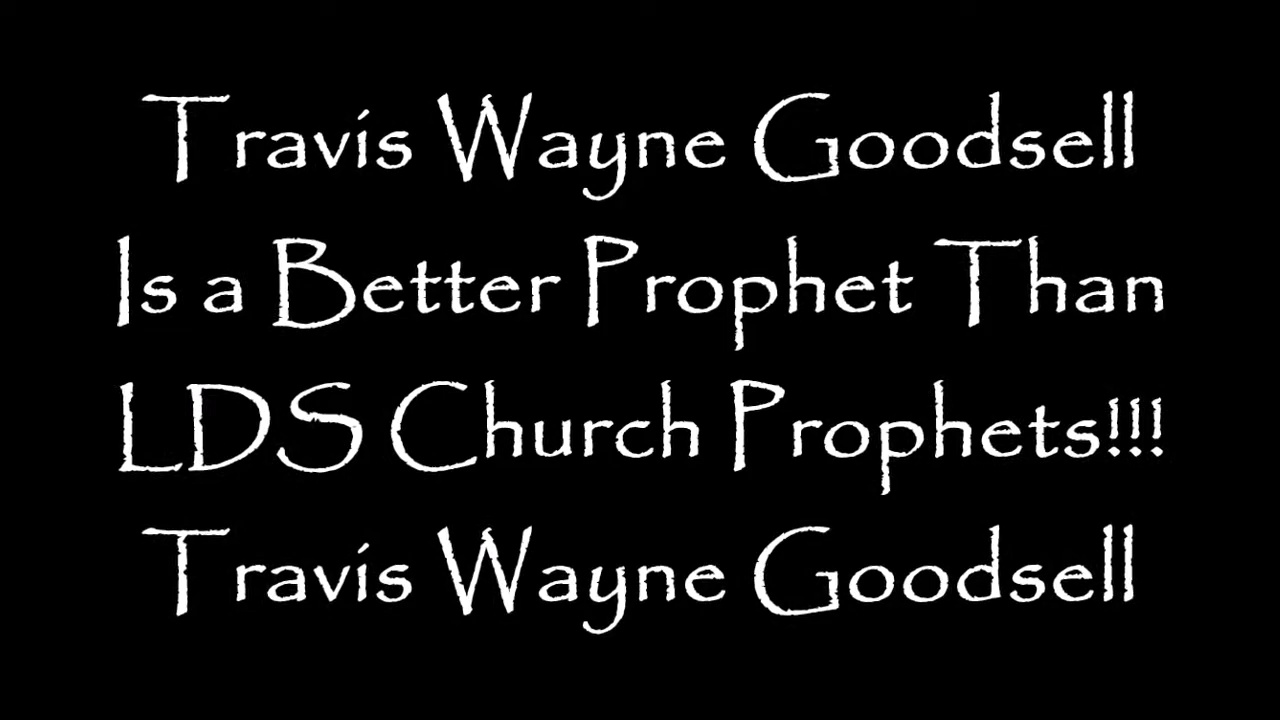 Travis Wayne Goodsell
Is a Better Prophet Than
LDS Church Prophets!!!
Travis Wayne Goodsell